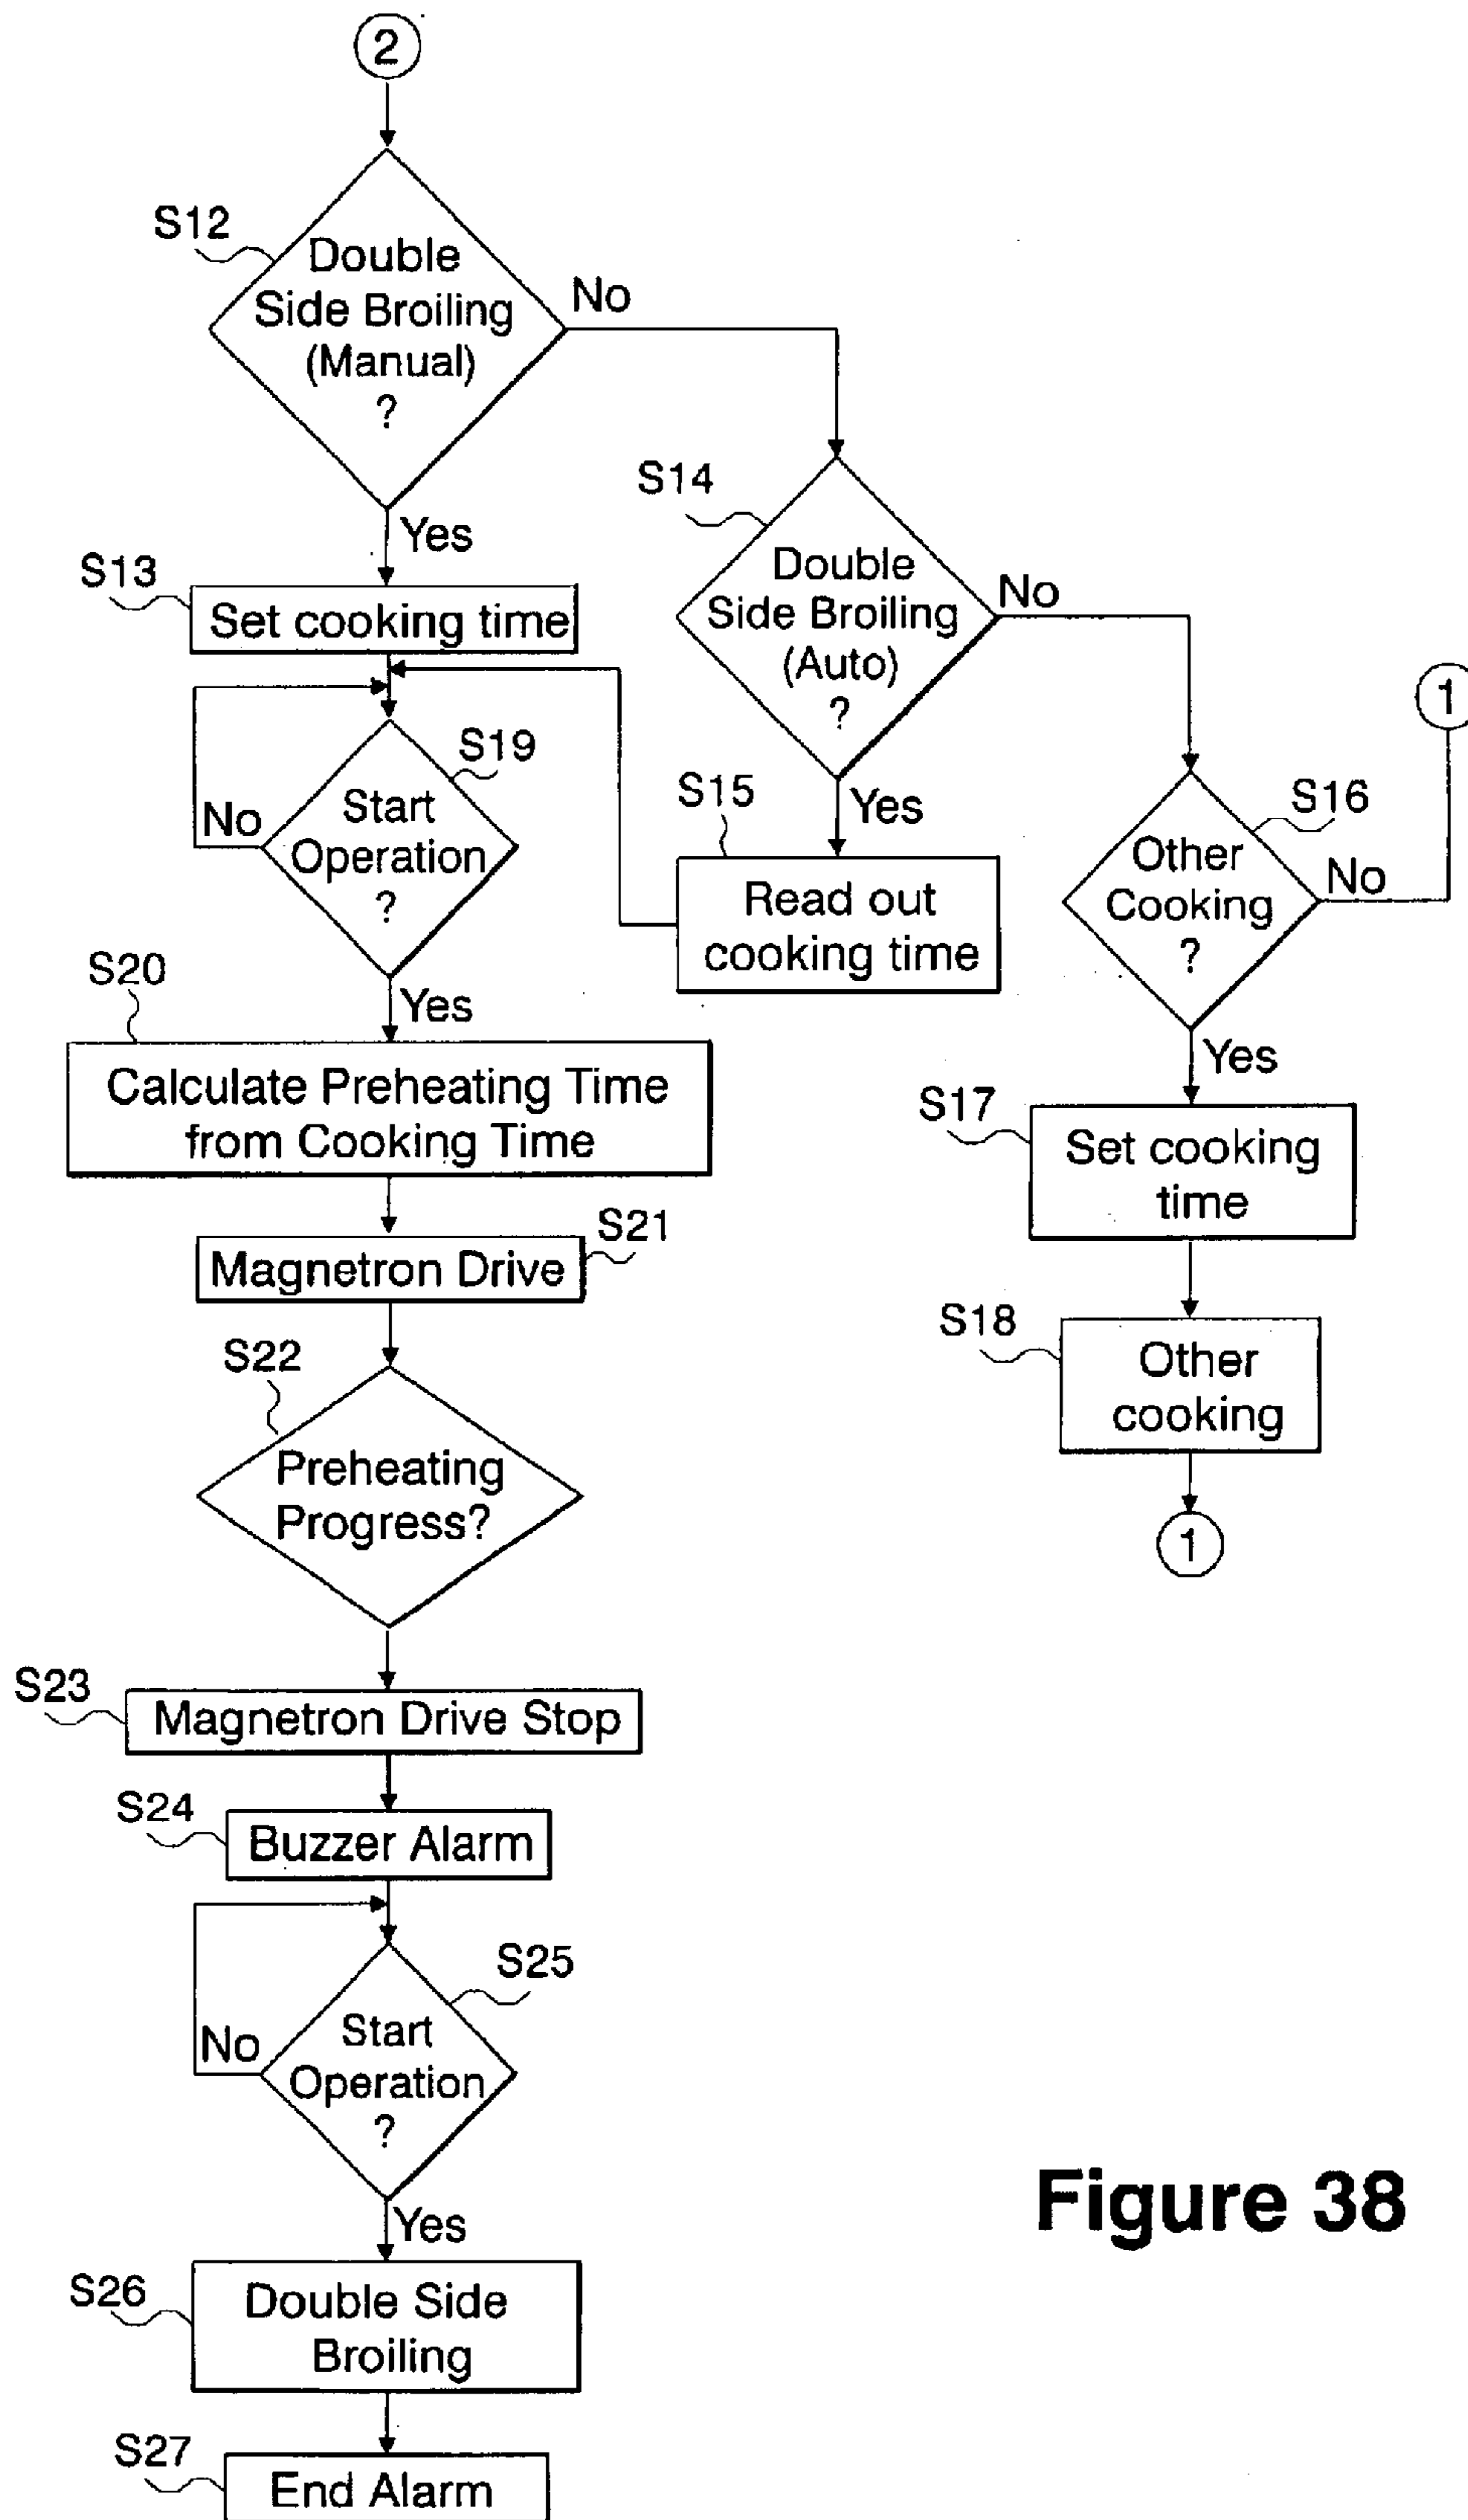 2
S12
Double
Side Broiling
(Manual)
?
No
Yes
S13
Set cooking time
S14
Double
Side Broiling
(Auto)
?
No
Yes
S15
Read out
cooking time
1
S16
Other
Cooking
?
No
Yes
S17
Set cooking
time
S18
Other
cooking
1
S19
Start
Operation
?
No
Yes
S20
Calculate Preheating Time
from Cooking Time
S21
Magnetron Drive
S22
Preheating
Progress?
S23
Magnetron Drive Stop
S24
Buzzer Alarm
S25
Start
Operation
?
No
Yes
S26
Double Side
Broiling
S27
End Alarm
Figure 38